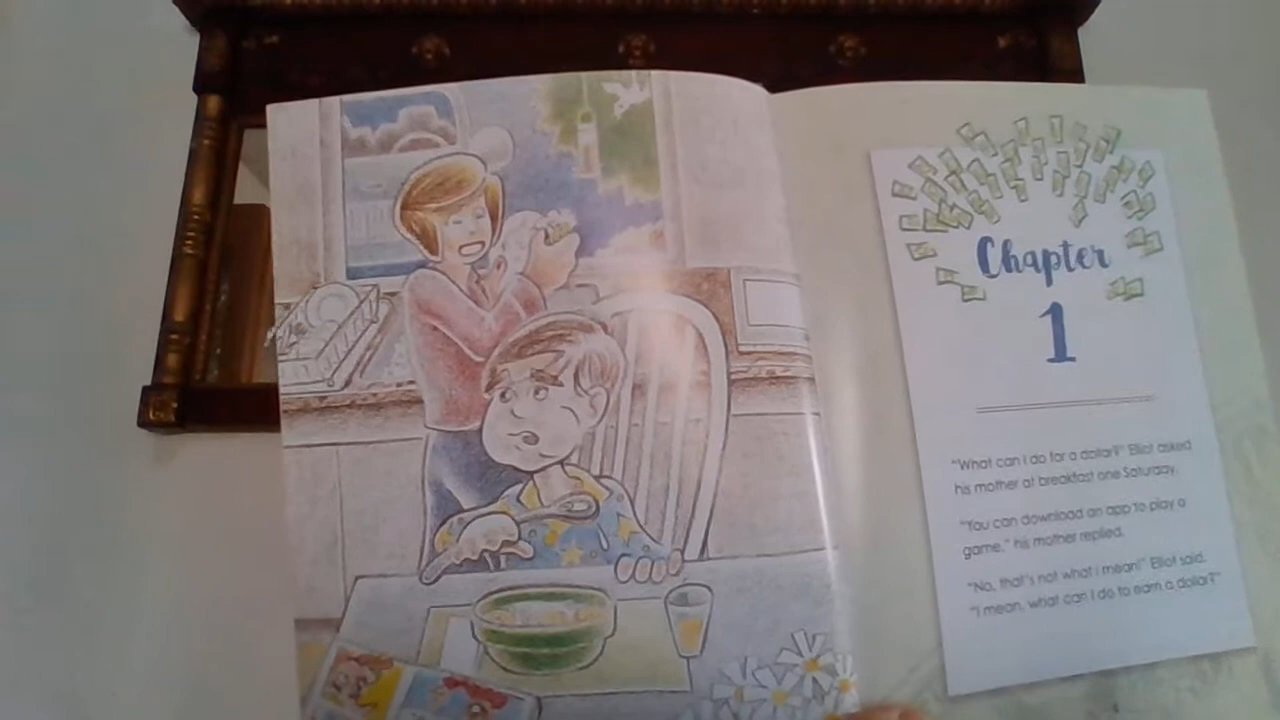 Chapter
1
"What can I do for a dollar?" Elliot asked
his mother at breakfast one Saturday.
"You can download an app to play a
game," his mother replied.
"No, that's not what I mean!" Elliot said.
"I mean, what can I do to earn a dollar?"